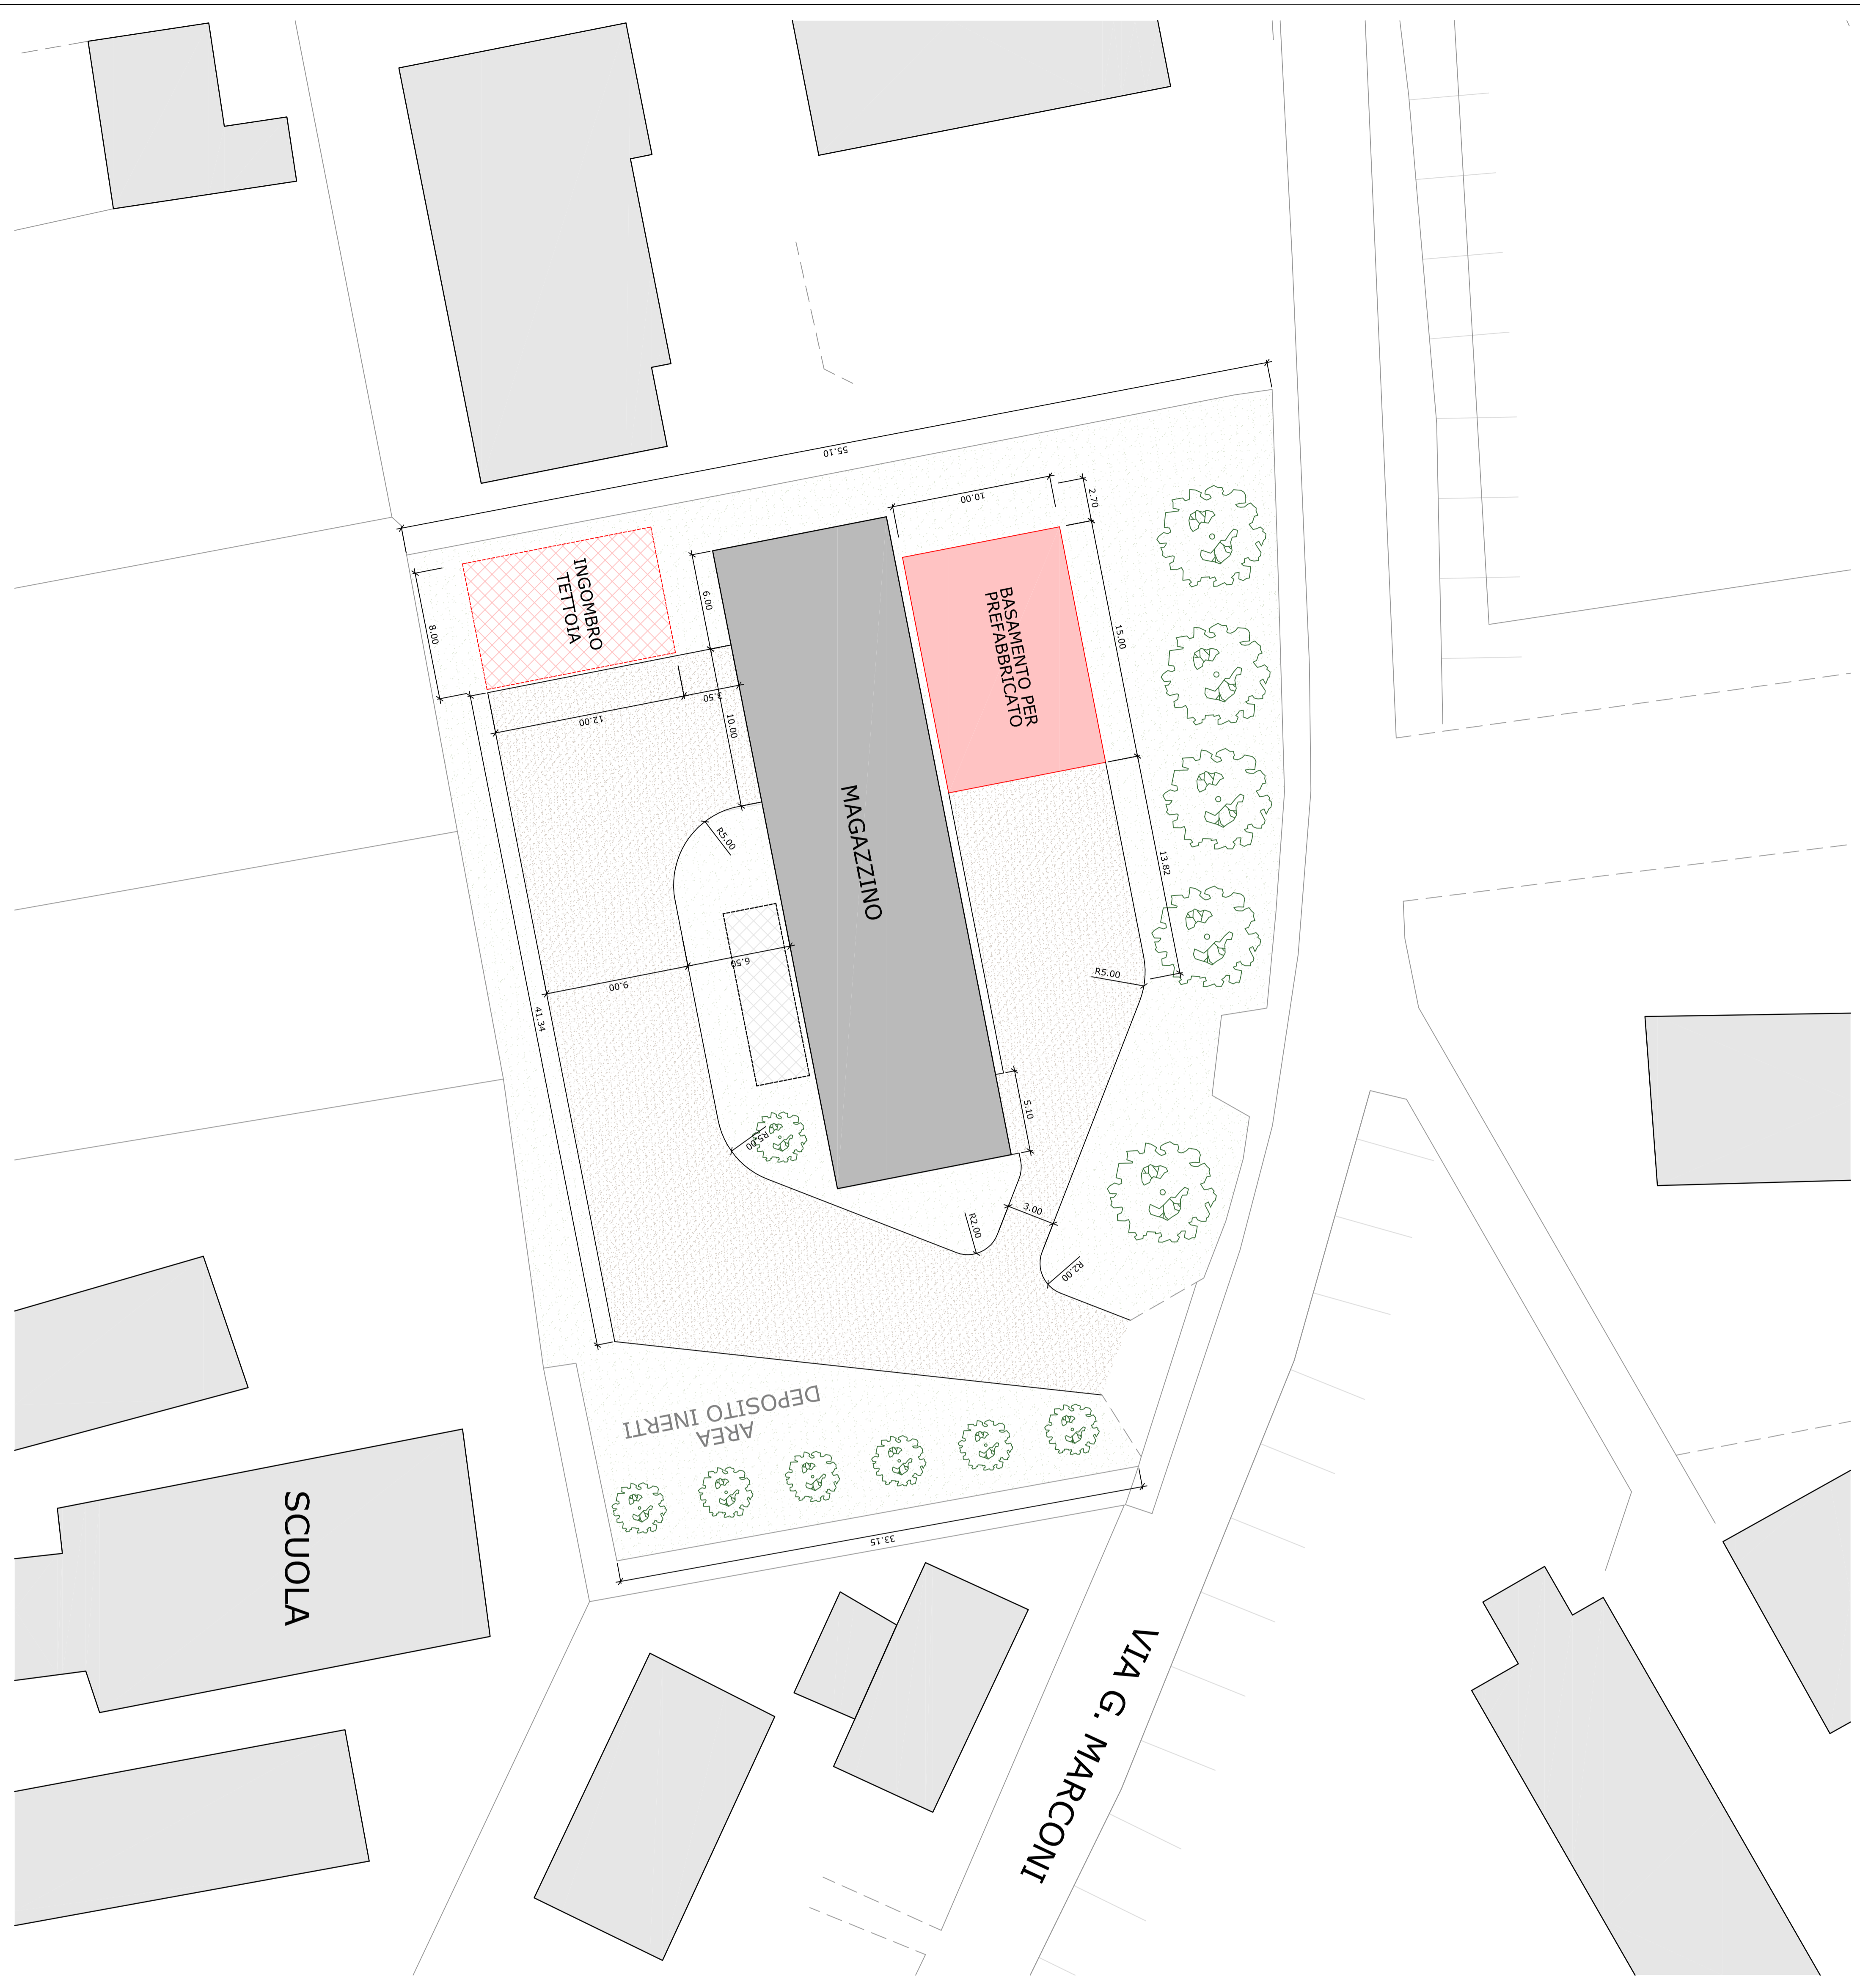 55.10
10.00
2.70
INGOMBRO
TETTOIA
8.00
6.00
BASAMENTO PER
PREFABBRICATO
15.00
12.00
3.50
10.00
MAGAZZINO
R5.00
13.82
6.50
9.00
R5.00
41.34
5.10
R5.00
3.00
R2.00
R2.00
AREA
DEPOSITO INERTI
33.15
SCUOLA
VIA G. MARCONI